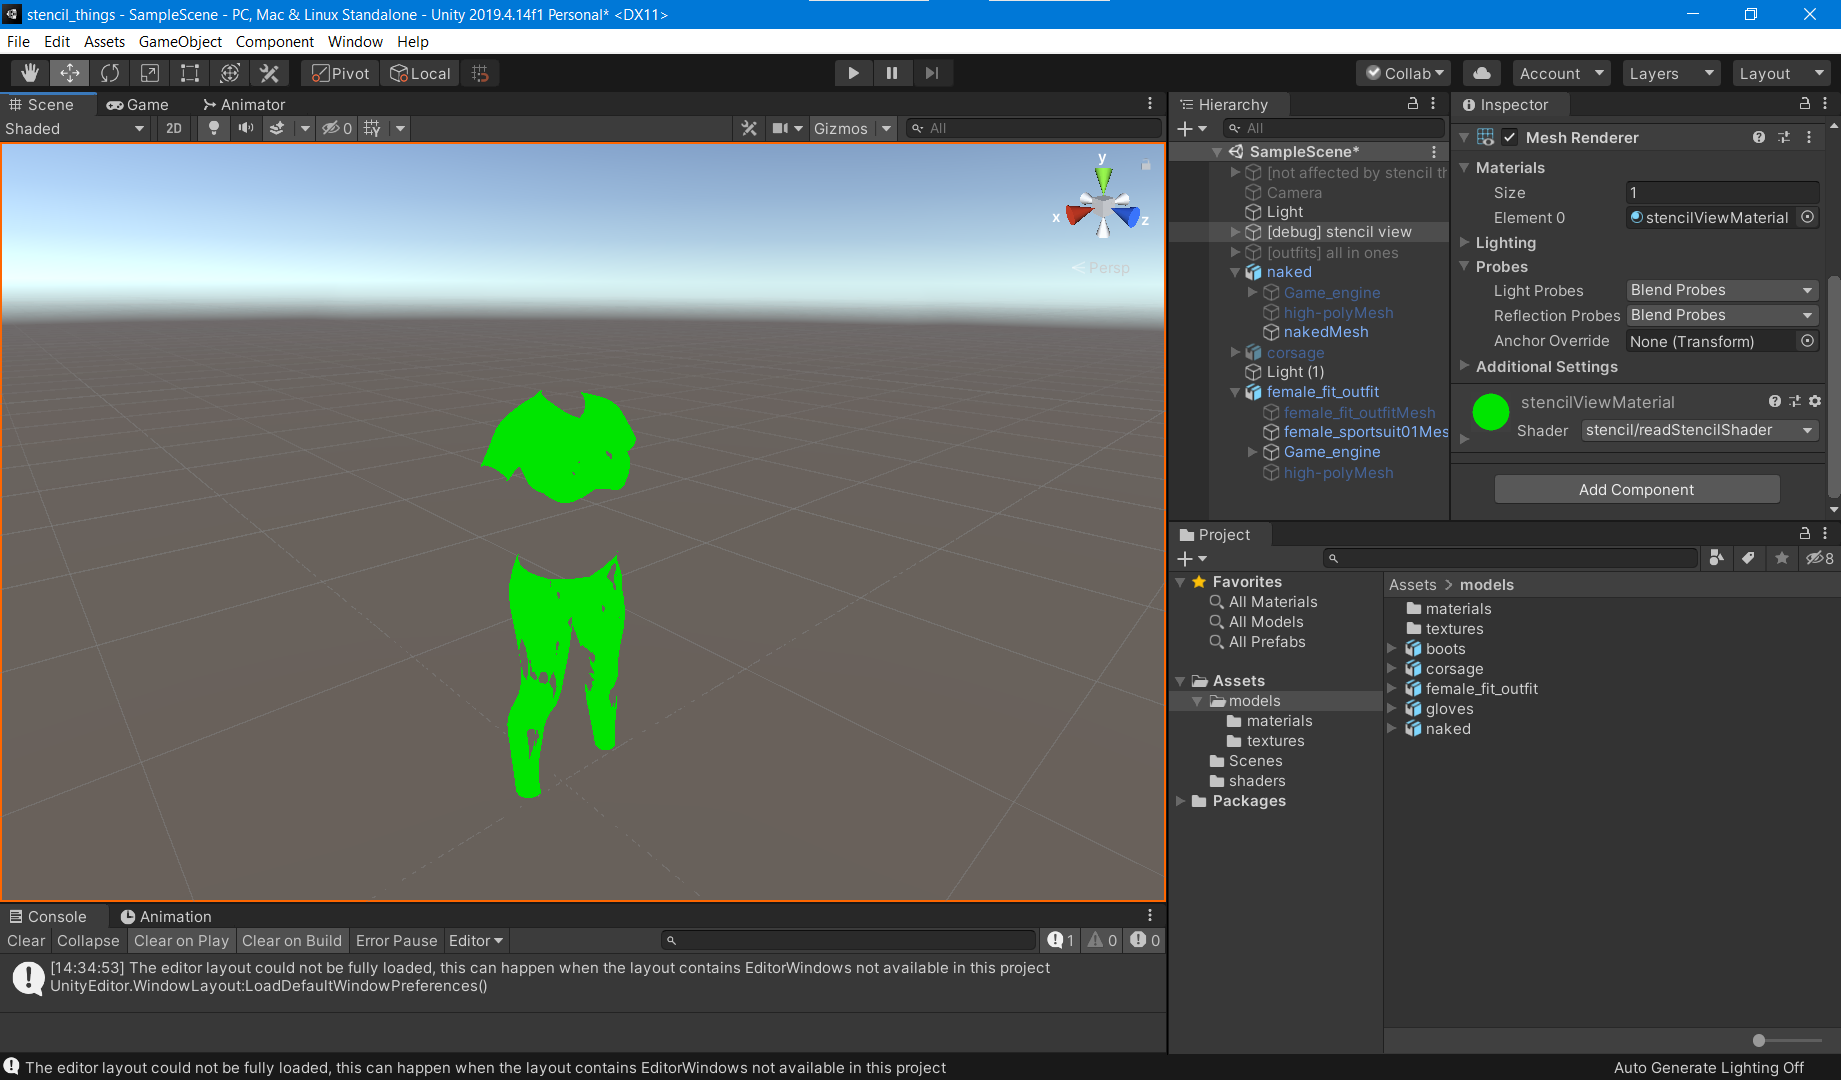 stencil_things - SampleScene - PC, Mac & Linux Standalone - Unity 2019.4.14f1 Personal* <DX11>
File Edit Assets GameObject Component Window Help
Pivot Local Collab Account Layers Layout
Scene Game Animator
Shaded 2D 0 Gizmos All
y
x
z
Persp
Hierarchy
All
SampleScene*
[not affected by stencil th
Camera
Light
[debug] stencil view
[outfits] all in ones
naked
Game_engine
high-polyMesh
nakedMesh
corsage
Light (1)
female_fit_outfit
female_fit_outfitMesh
female_sportsuit01Mes
Game_engine
high-polyMesh
Inspector
Mesh Renderer
Materials
Size 1
Element 0 stencilViewMaterial
Lighting
Probes
Light Probes Blend Probes
Reflection Probes Blend Probes
Anchor Override None (Transform)
Additional Settings
stencilViewMaterial
Shader stencil/readStencilShader
Add Component
Project
8
Favorites
All Materials
All Models
All Prefabs
Assets
models
materials
textures
Scenes
shaders
Packages
Assets > models
materials
textures
boots
corsage
female_fit_outfit
gloves
naked
Console Animation
Clear Collapse Clear on Play Clear on Build Error Pause Editor 1 0 0
[14:34:53] The editor layout could not be fully loaded, this can happen when the layout contains EditorWindows not available in this project
UnityEditor.WindowLayout:LoadDefaultWindowPreferences()
The editor layout could not be fully loaded, this can happen when the layout contains EditorWindows not available in this project
Auto Generate Lighting Off